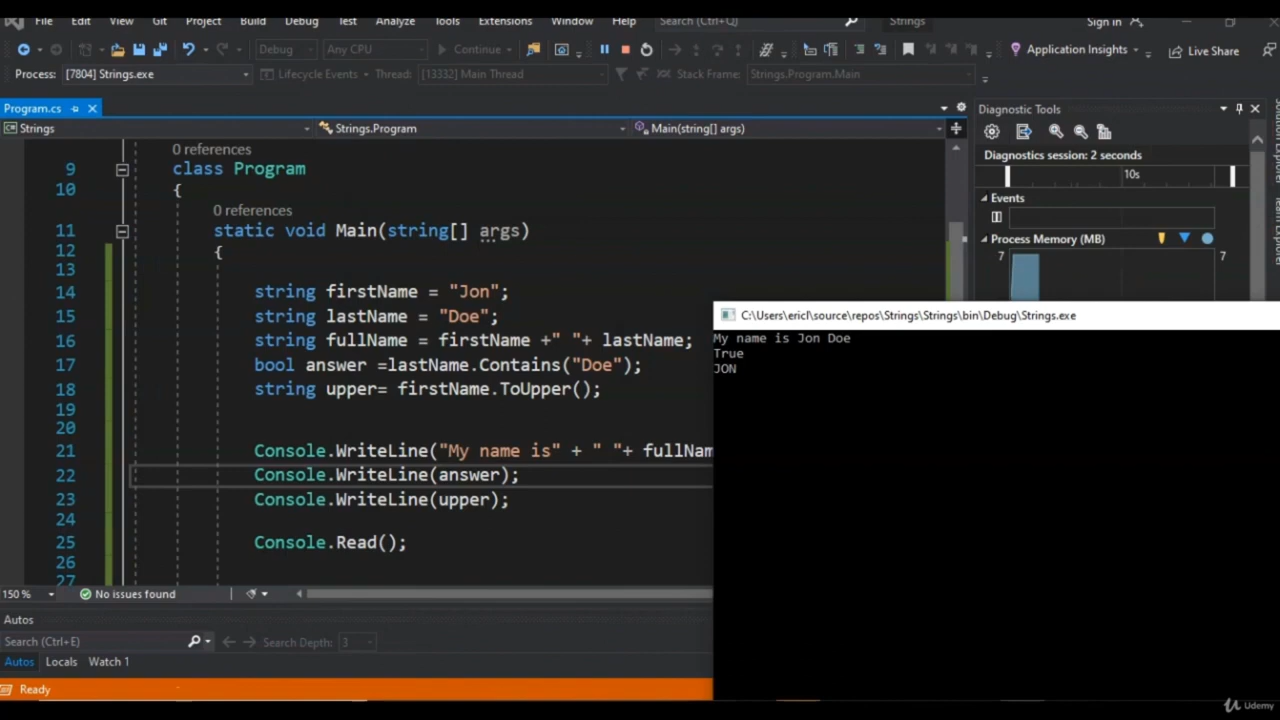 File Edit View Git Project Build Debug Test Analyze Tools Extensions Window Help Search (Ctrl+Q) Strings Sign in
Debug Any CPU Continue Application Insights Live Share
Process: [7804] Strings.exe Lifecycle Events Thread: [13332] Main Thread Stack Frame: Strings.Program.Main
Program.cs
Strings Strings.Program Main(string[] args)
0 references
9 class Program
10 {
0 references
11 static void Main(string[] args)
12 {
13
14 string firstName = "Jon";
15 string lastName = "Doe";
16 string fullName = firstName +" "+ lastName;
17 bool answer =lastName.Contains("Doe");
18 string upper= firstName.ToUpper();
19
20
21 Console.WriteLine("My name is" + " "+ fullNam
22 Console.WriteLine(answer);
23 Console.WriteLine(upper);
24
25 Console.Read();
26
27
150 % No issues found
Autos
Search (Ctrl+E) Search Depth: 3
Autos Locals Watch 1
Ready
Diagnostic Tools
Diagnostics session: 2 seconds
10s
Events
Process Memory (MB)
7 7
Solution Explorer
Team Explorer
C:\Users\ericl\source\repos\Strings\Strings\bin\Debug\Strings.exe
My name is Jon Doe
True
JON
Udemy